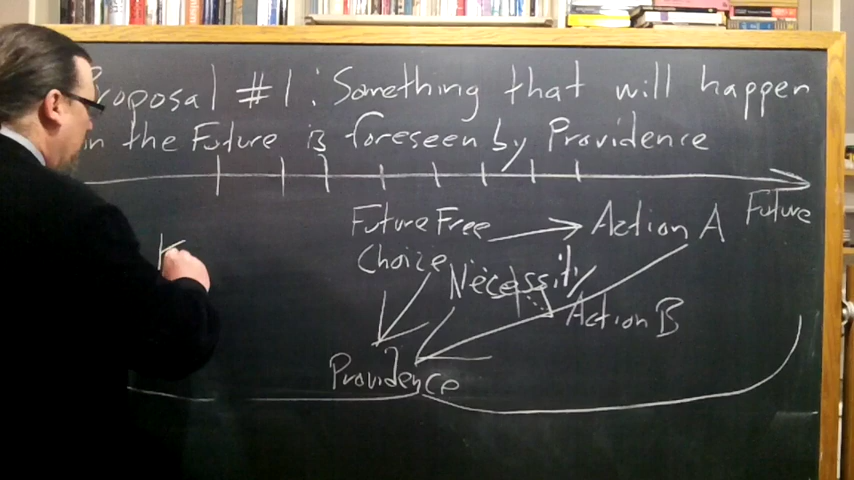 Proposal #1: Something that will happen
in the Future is foreseen by Providence
Future
Future Free
Choice
Action A
Necessity
Action B
Providence